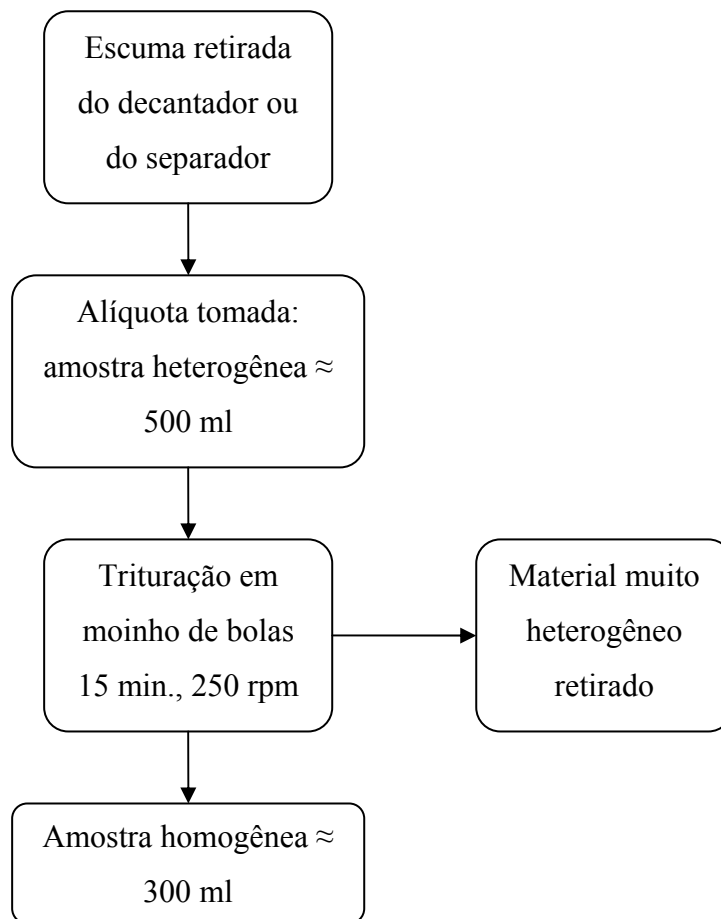 Escuma retirada
do decantador ou
do separador
Alíquota tomada:
amostra heterogênea ≈
500 ml
Trituração em
moinho de bolas
15 min., 250 rpm
Material muito
heterogêneo
retirado
Amostra homogênea ≈
300 ml